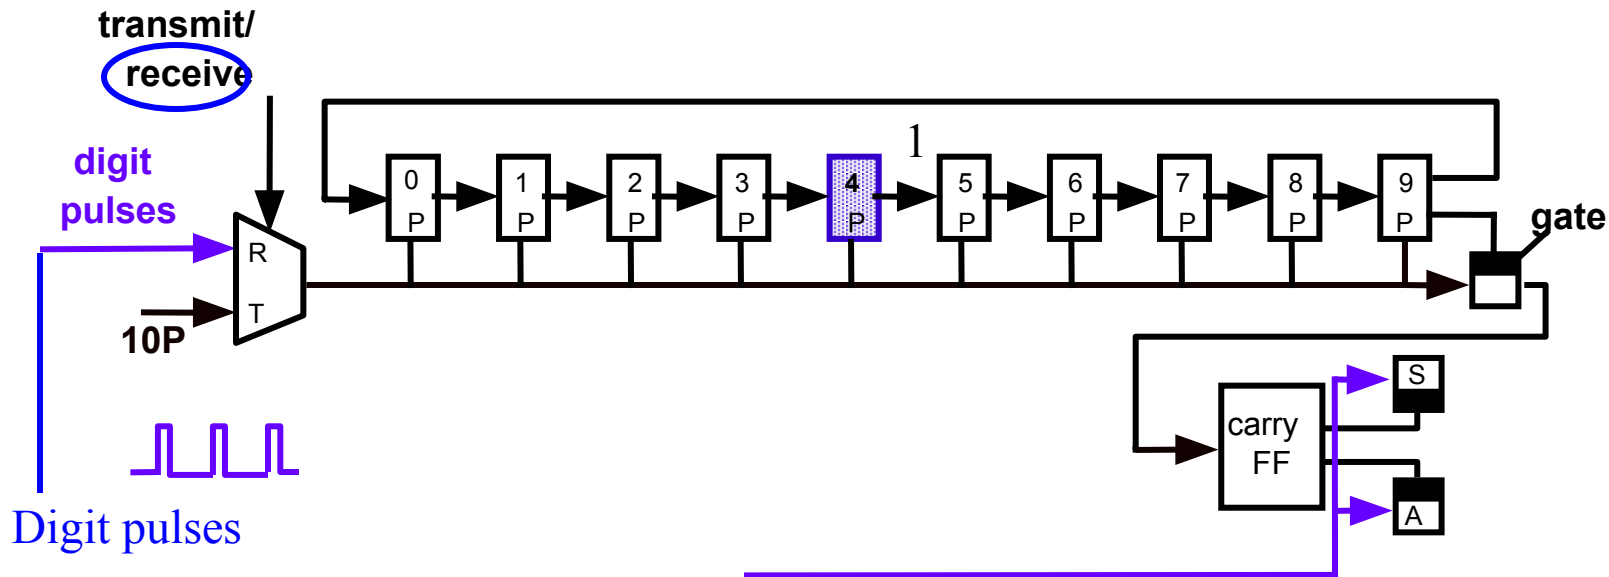 transmit/
receive
digit
pulses
R
T
10P
0
P
1
P
2
P
3
P
4
P
1
5
P
6
P
7
P
8
P
9
P
gate
carry
FF
S
A
Digit pulses